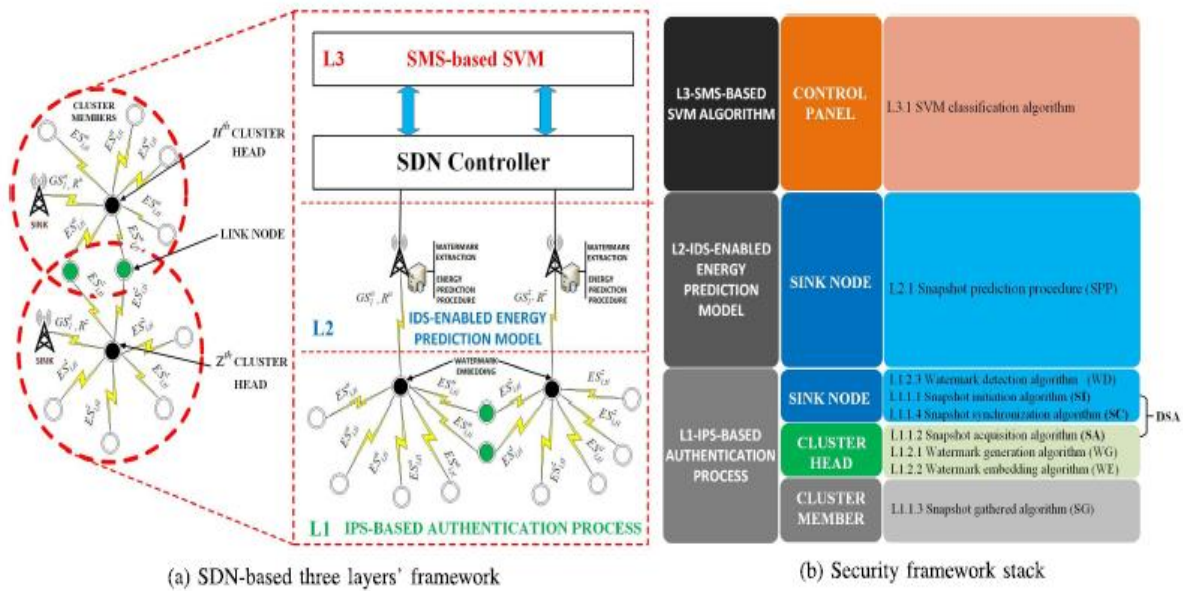 CLUSTER
MEMBERS
u^th CLUSTER
HEAD
SINK
LINK NODE
SINK
Z^th CLUSTER
HEAD
L3 SMS-based SVM
SDN Controller
WATERMARK
EXTRACTION
ENERGY
PREDICTION
PROCEDURE
WATERMARK
EXTRACTION
ENERGY
PREDICTION
PROCEDURE
L2 IDS-ENABLED ENERGY
PREDICTION MODEL
WATERMARK
EMBEDDING
L1 IPS-BASED AUTHENTICATION PROCESS
(a) SDN-based three layers' framework
L3-SMS-BASED
SVM ALGORITHM
CONTROL
PANEL
L3.1 SVM classification algorithm
L2-IDS-ENABLED
ENERGY
PREDICTION
MODEL
SINK NODE
L2.1 Snapshot prediction procedure (SPP)
L1-IPS-BASED
AUTHENTICATION
PROCESS
SINK NODE
L1.2.3 Watermark detection algorithm (WD)
L1.1.1 Snapshot initiation algorithm (SI)
L1.1.4 Snapshot synchronization algorithm (SC)
DSA
CLUSTER
HEAD
L1.1.2 Snapshot acquisition algorithm (SA)
L1.2.1 Watermark generation algorithm (WG)
L1.2.2 Watermark embedding algorithm (WE)
CLUSTER
MEMBER
L1.1.3 Snapshot gathered algorithm (SG)
(b) Security framework stack